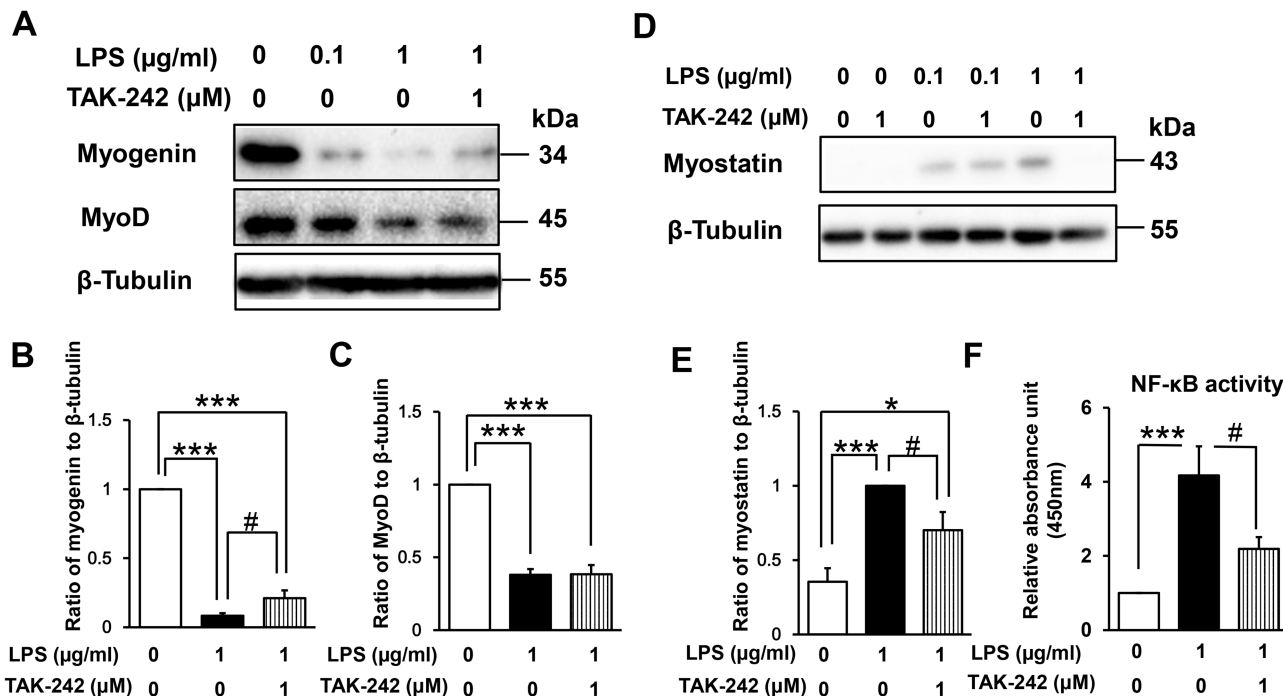 A
LPS (μg/ml) 0 0.1 1 1
TAK-242 (μM) 0 0 0 1
kDa
Myogenin 34
MyoD 45
β-Tubulin 55
D
LPS (μg/ml) 0 0 0.1 0.1 1 1
TAK-242 (μM) 0 1 0 1 0 1
kDa
Myostatin 43
β-Tubulin 55
B
Ratio of myogenin to β-tubulin
1.5
1
0.5
0
***
***
#
LPS (μg/ml) 0 1 1
TAK-242 (μM) 0 0 1
C
Ratio of MyoD to β-tubulin
1.5
1
0.5
0
***
***
0 1 1
0 0 1
E
Ratio of myostatin to β-tubulin
1.5
1
0.5
0
*
***
#
LPS (μg/ml) 0 1 1
TAK-242 (μM) 0 0 1
F
NF-κB activity
Relative absorbance unit
(450nm)
6
4
2
0
***
#
LPS (μg/ml) 0 1 1
TAK-242 (μM) 0 0 1